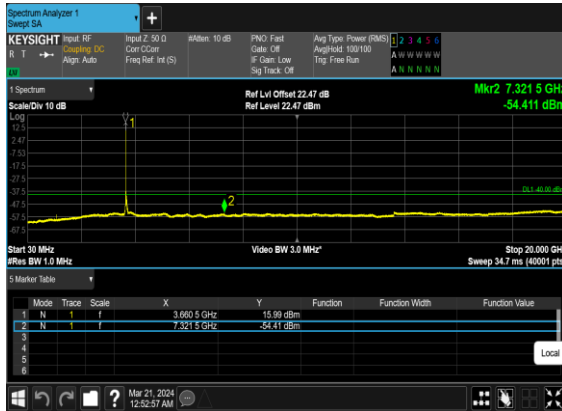 Spectrum Analyzer 1
Swept SA
+
KEYSIGHT Input: RF Input Z: 50 Ω #Atten: 10 dB PNO: Fast Avg Type: Power (RMS) 1 2 3 4 5 6
R T Coupling: DC Corr CCorr Gate: Off Avg|Hold: 100/100 A W W W W W
Align: Auto Freq Ref: Int (S) IF Gain: Low Trig: Free Run
Sig Track: Off A N N N N N
1 Spectrum
Ref Lvl Offset 22.47 dB Mkr2 7.321 5 GHz
Scale/Div 10 dB Ref Level 22.47 dBm -54.411 dBm
Log
12.5
2.47
-7.53
-17.5
-27.5
-37.5
-47.5
-57.5
-67.5
1
2
DL1 -40.00 dBm
Start 30 MHz Video BW 3.0 MHz* Stop 20.000 GHz
#Res BW 1.0 MHz Sweep 34.7 ms (40001 pts)
5 Marker Table
Mode Trace Scale X Y Function Function Width Function Value
1 N 1 f 3.660 5 GHz 15.99 dBm
2 N 1 f 7.321 5 GHz -54.41 dBm
3
4
5
6
Local
? Mar 21, 2024
12:52:57 AM